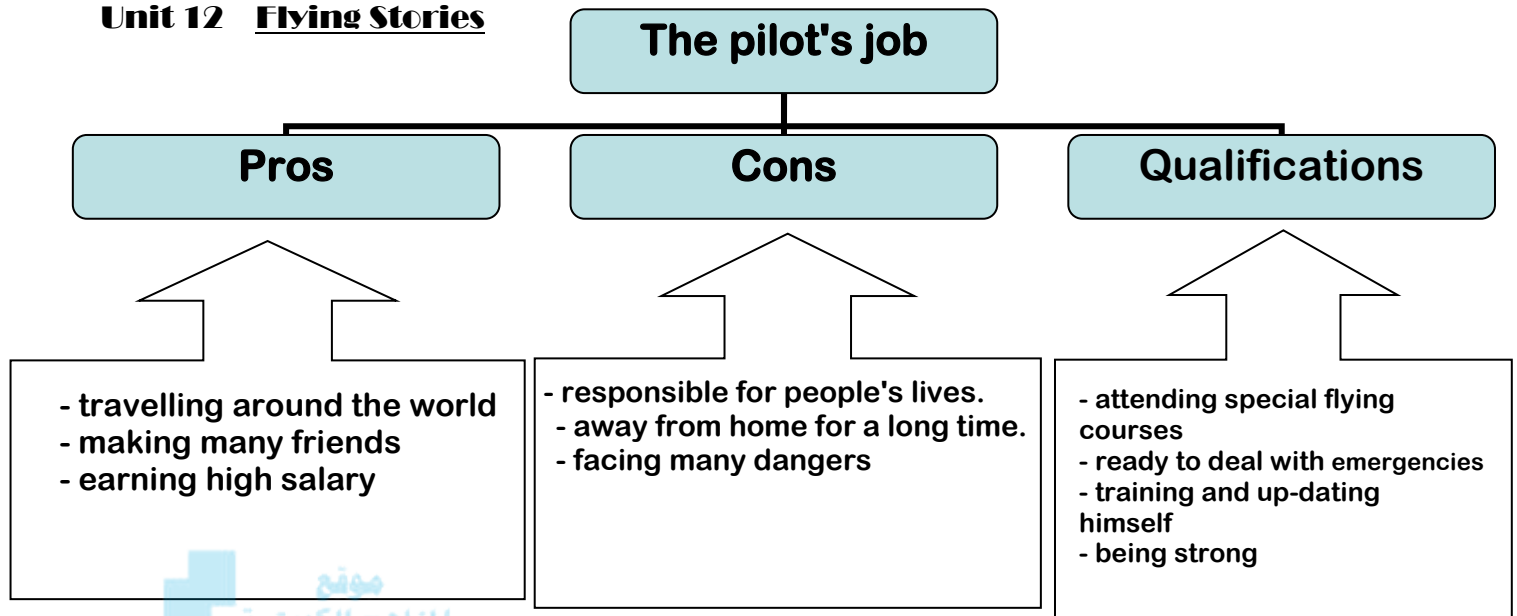 Unit 12 Flying Stories
The pilot's job
Pros
Cons
Qualifications
- travelling around the world
- making many friends
- earning high salary
- responsible for people's lives.
- away from home for a long time.
- facing many dangers
- attending special flying
courses
- ready to deal with emergencies
- training and up-dating
himself
- being strong
موقع